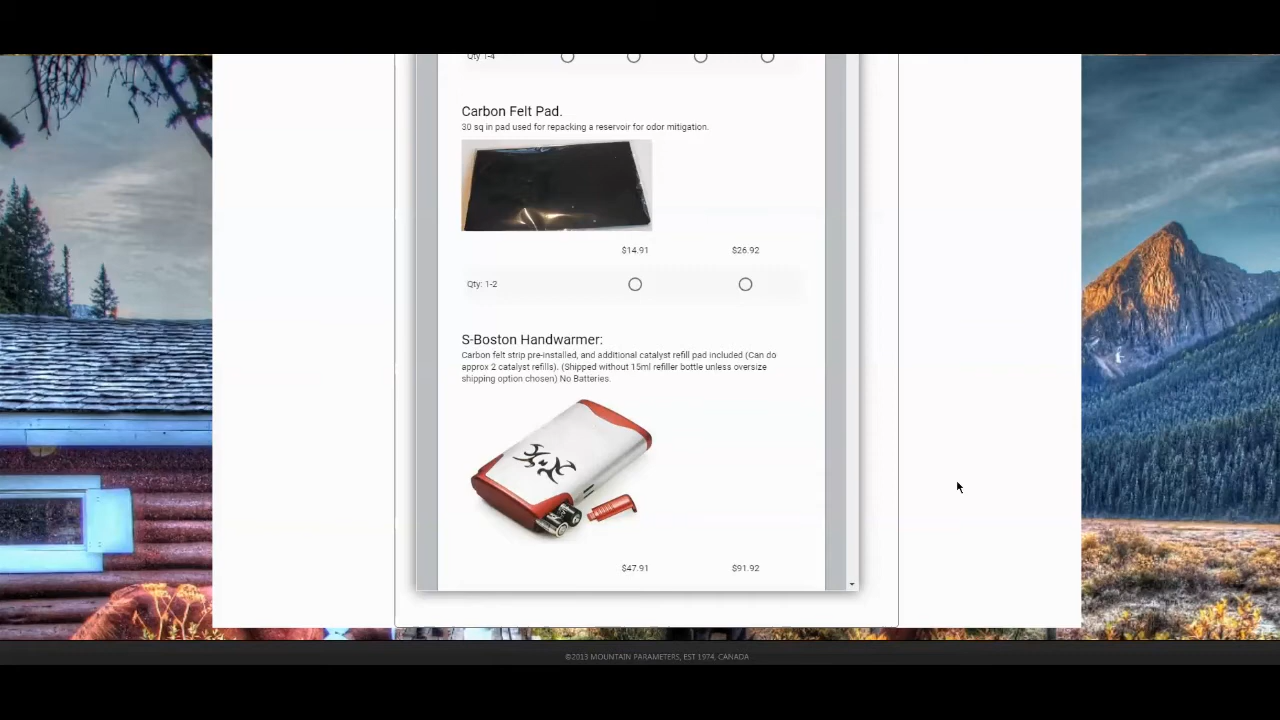 Qty 1-4
Carbon Felt Pad.
30 sq in pad used for repacking a reservoir for odor mitigation.
$14.91 $26.92
Qty: 1-2
S-Boston Handwarmer:
Carbon felt strip pre-installed, and additional catalyst refill pad included (Can do
approx 2 catalyst refills). (Shipped without 15ml refiller bottle unless oversize
shipping option chosen) No Batteries.
$47.91 $91.92
©2013 MOUNTAIN PARAMETERS, EST 1974, CANADA